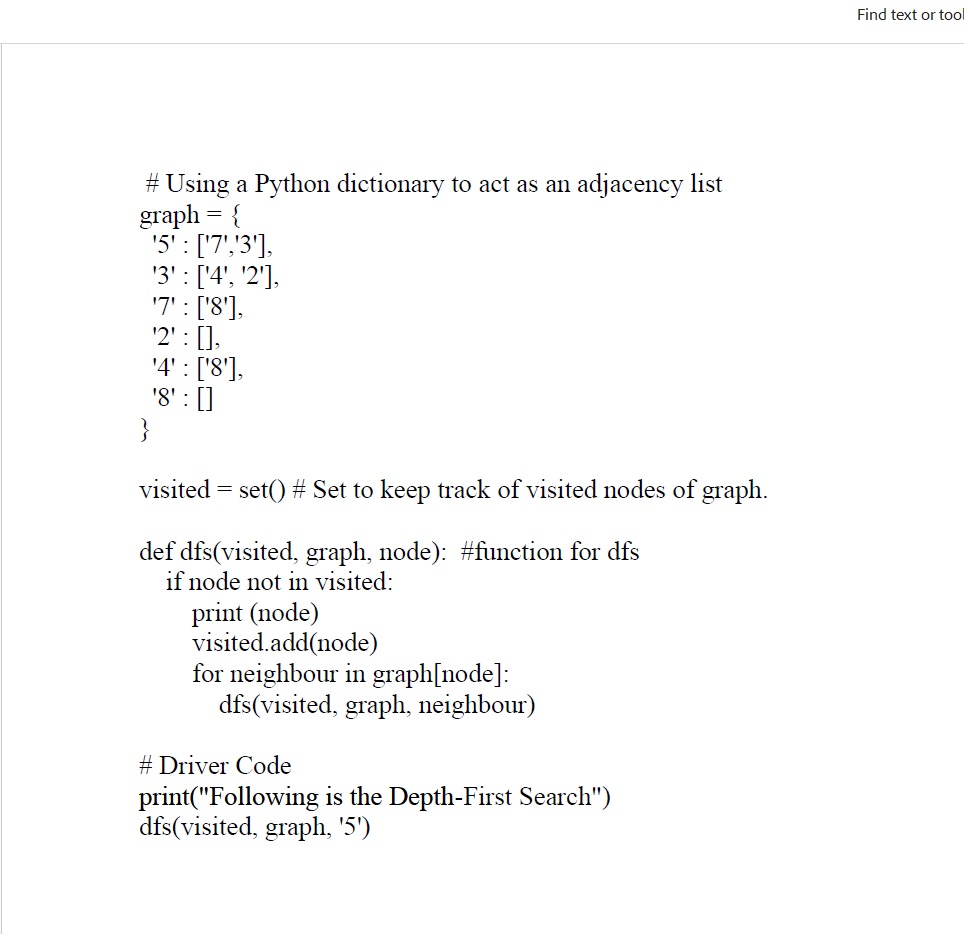 Find text or tool
# Using a Python dictionary to act as an adjacency list
graph = {
  '5' : ['7','3'],
  '3' : ['4', '2'],
  '7' : ['8'],
  '2' : [],
  '4' : ['8'],
  '8' : []
}
visited = set() # Set to keep track of visited nodes of graph.
def dfs(visited, graph, node):  #function for dfs
    if node not in visited:
        print (node)
        visited.add(node)
        for neighbour in graph[node]:
            dfs(visited, graph, neighbour)
# Driver Code
print("Following is the Depth-First Search")
dfs(visited, graph, '5')